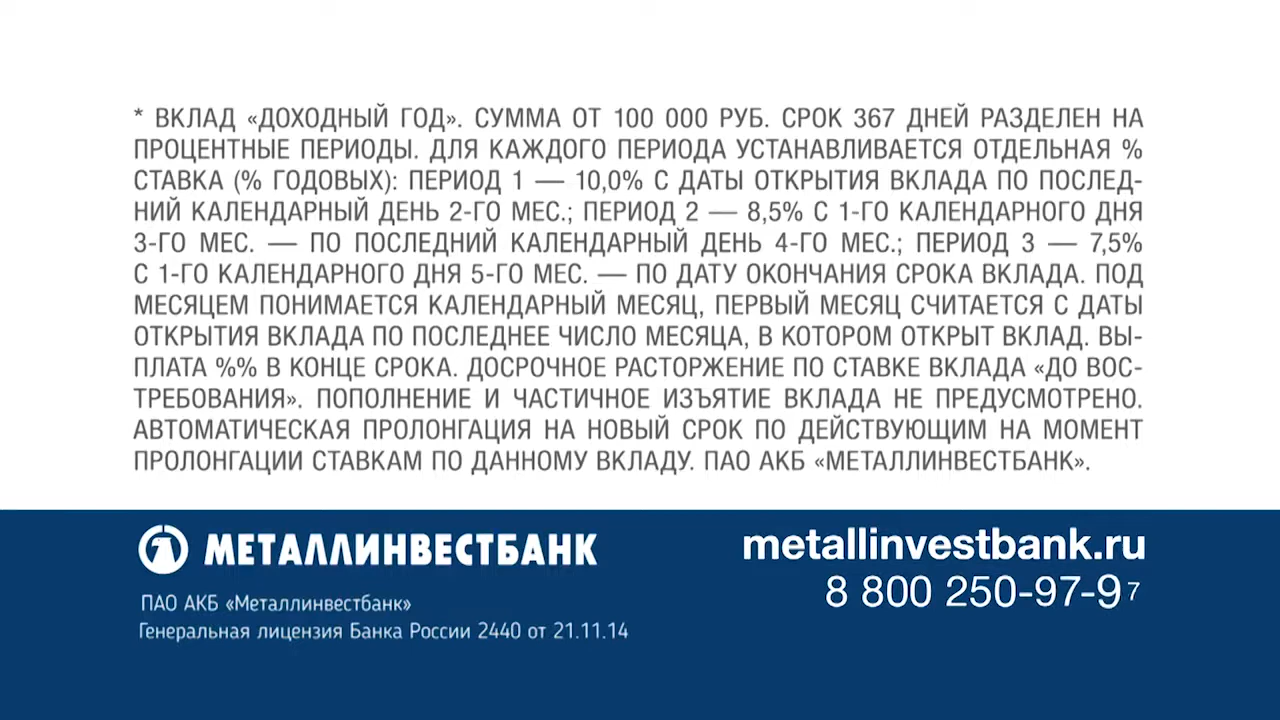 * ВКЛАД «ДОХОДНЫЙ ГОД». СУММА ОТ 100 000 РУБ. СРОК 367 ДНЕЙ РАЗДЕЛЕН НА
ПРОЦЕНТНЫЕ ПЕРИОДЫ. ДЛЯ КАЖДОГО ПЕРИОДА УСТАНАВЛИВАЕТСЯ ОТДЕЛЬНАЯ %
СТАВКА (% ГОДОВЫХ): ПЕРИОД 1 — 10,0% С ДАТЫ ОТКРЫТИЯ ВКЛАДА ПО ПОСЛЕД-
НИЙ КАЛЕНДАРНЫЙ ДЕНЬ 2-ГО МЕС.; ПЕРИОД 2 — 8,5% С 1-ГО КАЛЕНДАРНОГО ДНЯ
3-ГО МЕС. — ПО ПОСЛЕДНИЙ КАЛЕНДАРНЫЙ ДЕНЬ 4-ГО МЕС.; ПЕРИОД 3 — 7,5%
С 1-ГО КАЛЕНДАРНОГО ДНЯ 5-ГО МЕС. — ПО ДАТУ ОКОНЧАНИЯ СРОКА ВКЛАДА. ПОД
МЕСЯЦЕМ ПОНИМАЕТСЯ КАЛЕНДАРНЫЙ МЕСЯЦ, ПЕРВЫЙ МЕСЯЦ СЧИТАЕТСЯ С ДАТЫ
ОТКРЫТИЯ ВКЛАДА ПО ПОСЛЕДНЕЕ ЧИСЛО МЕСЯЦА, В КОТОРОМ ОТКРЫТ ВКЛАД. ВЫ-
ПЛАТА %% В КОНЦЕ СРОКА. ДОСРОЧНОЕ РАСТОРЖЕНИЕ ПО СТАВКЕ ВКЛАДА «ДО ВОС-
ТРЕБОВАНИЯ». ПОПОЛНЕНИЕ И ЧАСТИЧНОЕ ИЗЪЯТИЕ ВКЛАДА НЕ ПРЕДУСМОТРЕНО.
АВТОМАТИЧЕСКАЯ ПРОЛОНГАЦИЯ НА НОВЫЙ СРОК ПО ДЕЙСТВУЮЩИМ НА МОМЕНТ
ПРОЛОНГАЦИИ СТАВКАМ ПО ДАННОМУ ВКЛАДУ. ПАО АКБ «МЕТАЛЛИНВЕСТБАНК».
МЕТАЛЛИНВЕСТБАНК
ПАО АКБ «Металлинвестбанк»
Генеральная лицензия Банка России 2440 от 21.11.14
metallinvestbank.ru
8 800 250-97-97